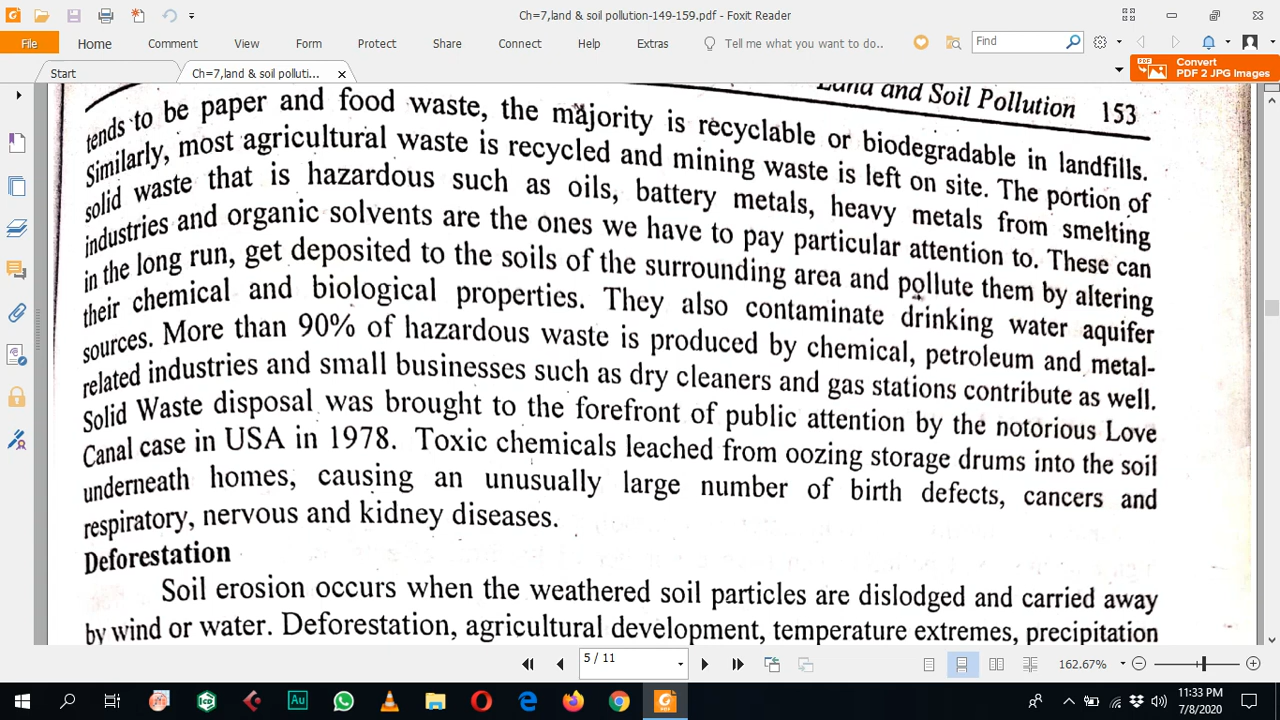 Ch=7,land & soil pollution-149-159.pdf - Foxit Reader
File Home Comment View Form Protect Share Connect Help Extras Tell me what you want to do.. Find
Convert
PDF 2 JPG Images
Start Ch=7,land & soil polluti...
Land and Soil Pollution 153
tends to be paper and food waste, the majority is recyclable or biodegradable in landfills.
Similarly, most agricultural waste is recycled and mining waste is left on site. The portion of
solid waste that is hazardous such as oils, battery metals, heavy metals from smelting
industries and organic solvents are the ones we have to pay particular attention to. These can
in the long run, get deposited to the soils of the surrounding area and pollute them by altering
their chemical and biological properties. They also contaminate drinking water aquifer
sources. More than 90% of hazardous waste is produced by chemical, petroleum and metal-
related industries and small businesses such as dry cleaners and gas stations contribute as well.
Solid Waste disposal was brought to the forefront of public attention by the notorious Love
Canal case in USA in 1978. Toxic chemicals leached from oozing storage drums into the soil
underneath homes, causing an unusually large number of birth defects, cancers and
respiratory, nervous and kidney diseases.
Deforestation
Soil erosion occurs when the weathered soil particles are dislodged and carried away
by wind or water. Deforestation, agricultural development, temperature extremes, precipitation
5 / 11
162.67%
Au
11:33 PM
7/8/2020